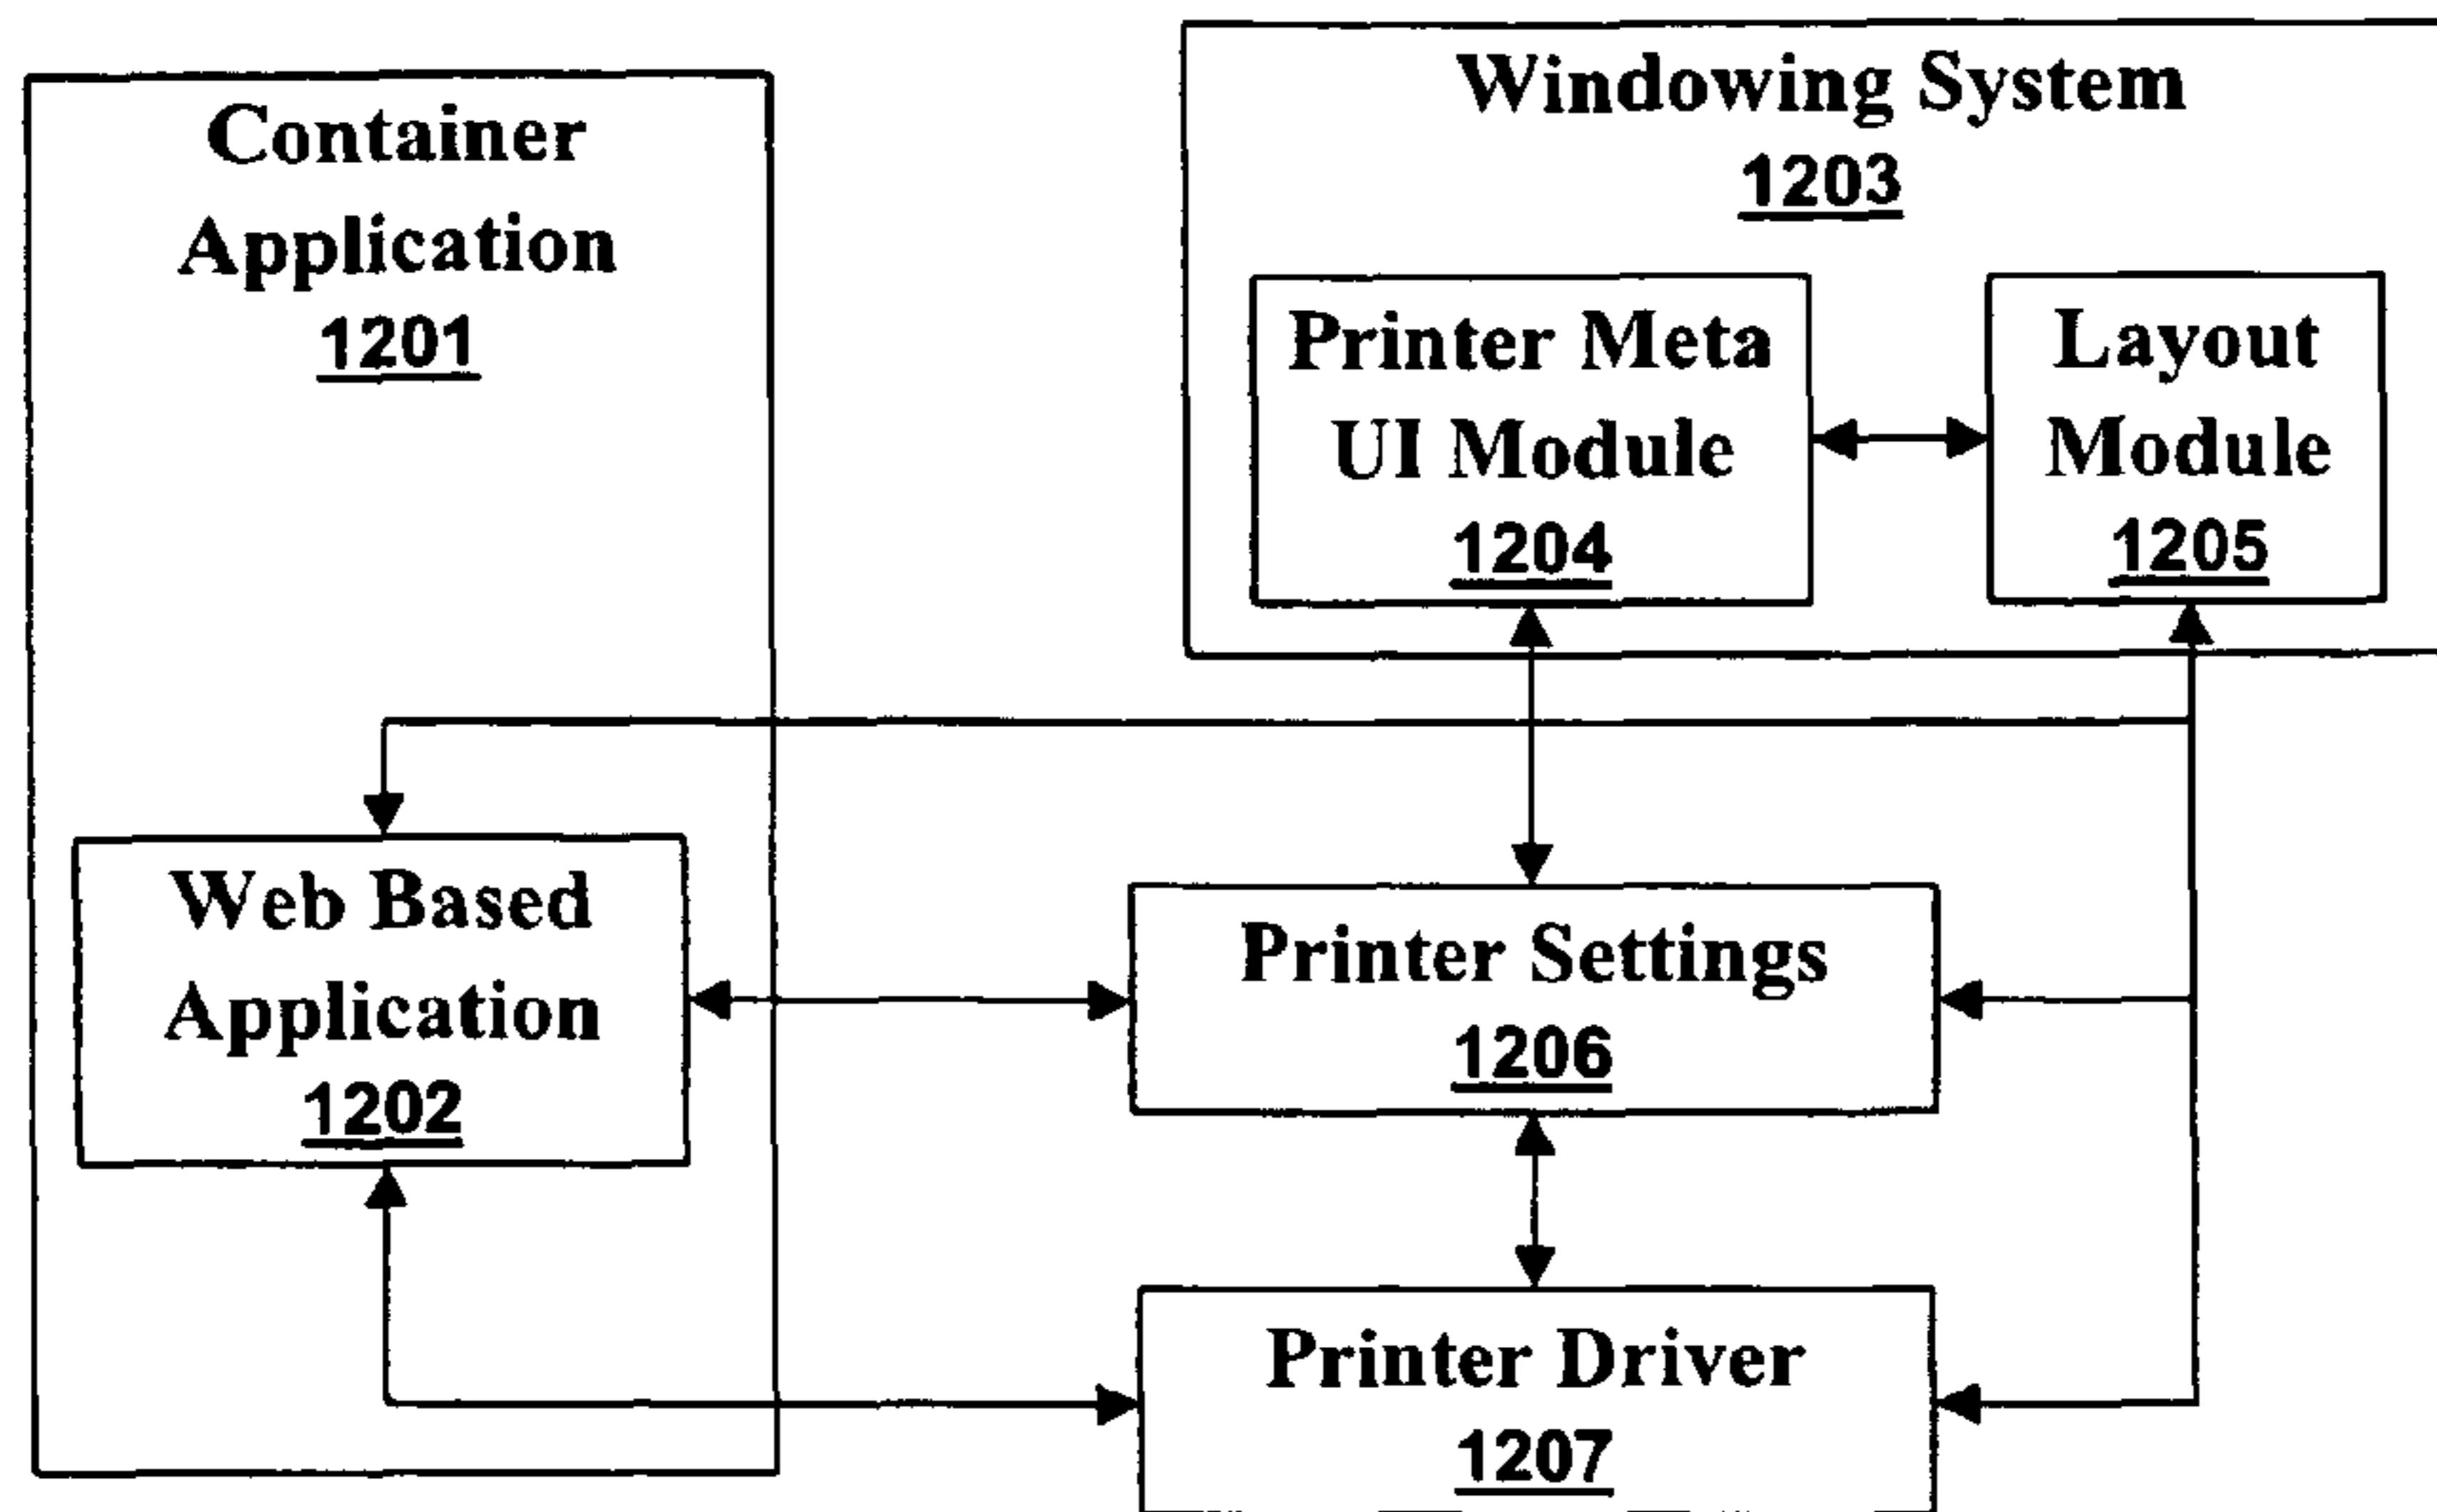 Container
Application
1201
Windowing System
1203
Printer Meta
UI Module
1204
Layout
Module
1205
Web Based
Application
1202
Printer Settings
1206
Printer Driver
1207